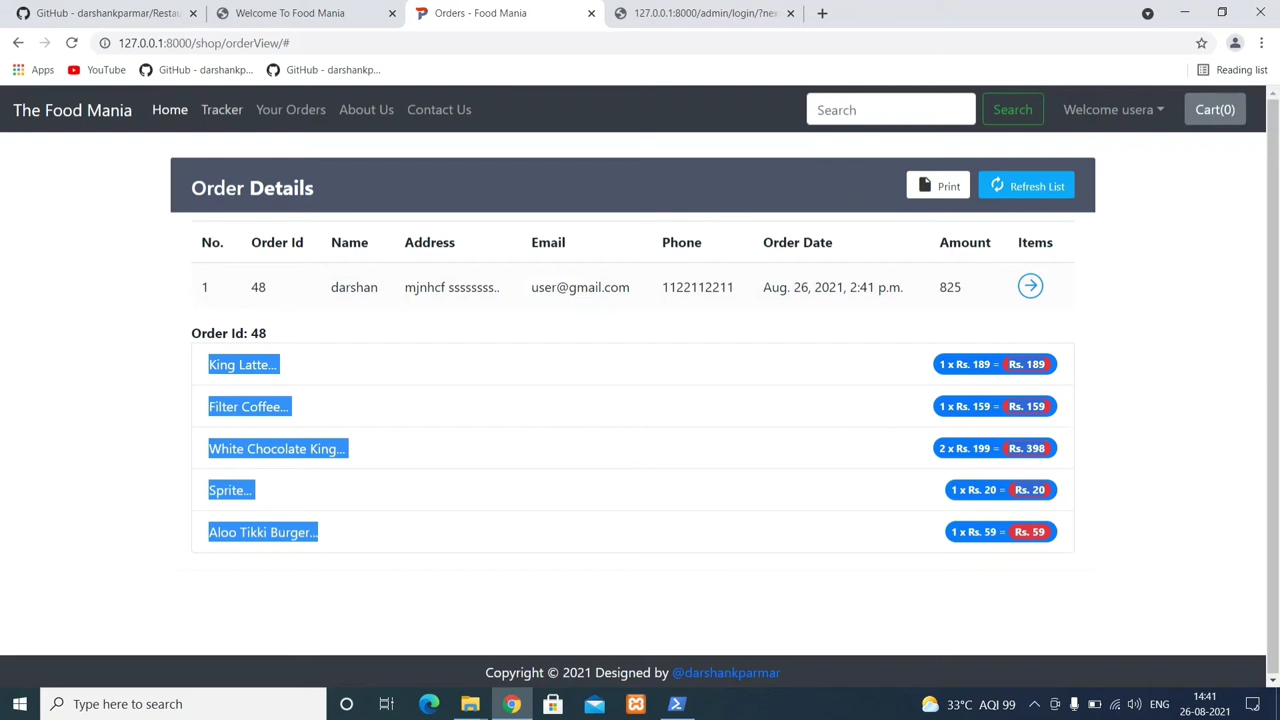 GitHub - darshankparmar/Restau
Welcome To Food Mania
Orders - Food Mania
127.0.0.1:8000/admin/login/?nex
127.0.0.1:8000/shop/orderView/#
Apps
YouTube
GitHub - darshankp...
GitHub - darshankp...
Reading list
The Food Mania
Home
Tracker
Your Orders
About Us
Contact Us
Search
Search
Welcome usera
Cart(0)
Order Details
Print
Refresh List
No. Order Id Name Address Email Phone Order Date Amount Items
1 48 darshan mjnhcf ssssssss.. user@gmail.com 1122112211 Aug. 26, 2021, 2:41 p.m. 825
Order Id: 48
King Latte... 1 x Rs. 189 = Rs. 189
Filter Coffee... 1 x Rs. 159 = Rs. 159
White Chocolate King... 2 x Rs. 199 = Rs. 398
Sprite... 1 x Rs. 20 = Rs. 20
Aloo Tikki Burger... 1 x Rs. 59 = Rs. 59
Copyright © 2021 Designed by @darshankparmar
Type here to search
33°C AQI 99
ENG
14:41
26-08-2021